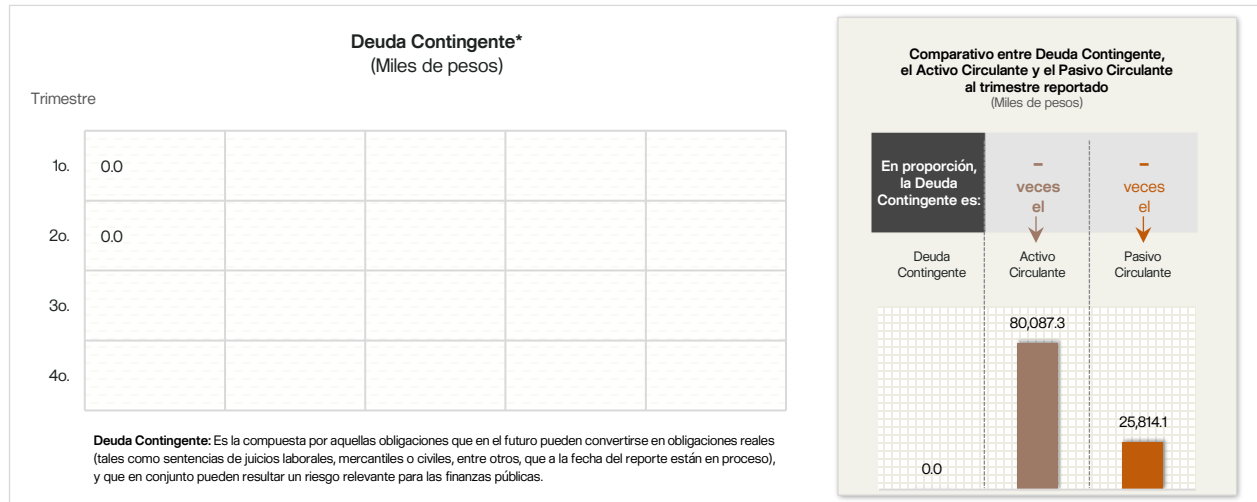 Deuda Contingente*
(Miles de pesos)
Trimestre
1o. 0.0
2o. 0.0
3o.
4o.
Deuda Contingente: Es la compuesta por aquellas obligaciones que en el futuro pueden convertirse en obligaciones reales
(tales como sentencias de juicios laborales, mercantiles o civiles, entre otros, que a la fecha del reporte están en proceso),
y que en conjunto pueden resultar un riesgo relevante para las finanzas públicas.
Comparativo entre Deuda Contingente,
el Activo Circulante y el Pasivo Circulante
al trimestre reportado
(Miles de pesos)
En proporción,
la Deuda
Contingente es:
–
veces
el
–
veces
el
Deuda
Contingente
Activo
Circulante
Pasivo
Circulante
80,087.3
25,814.1
0.0